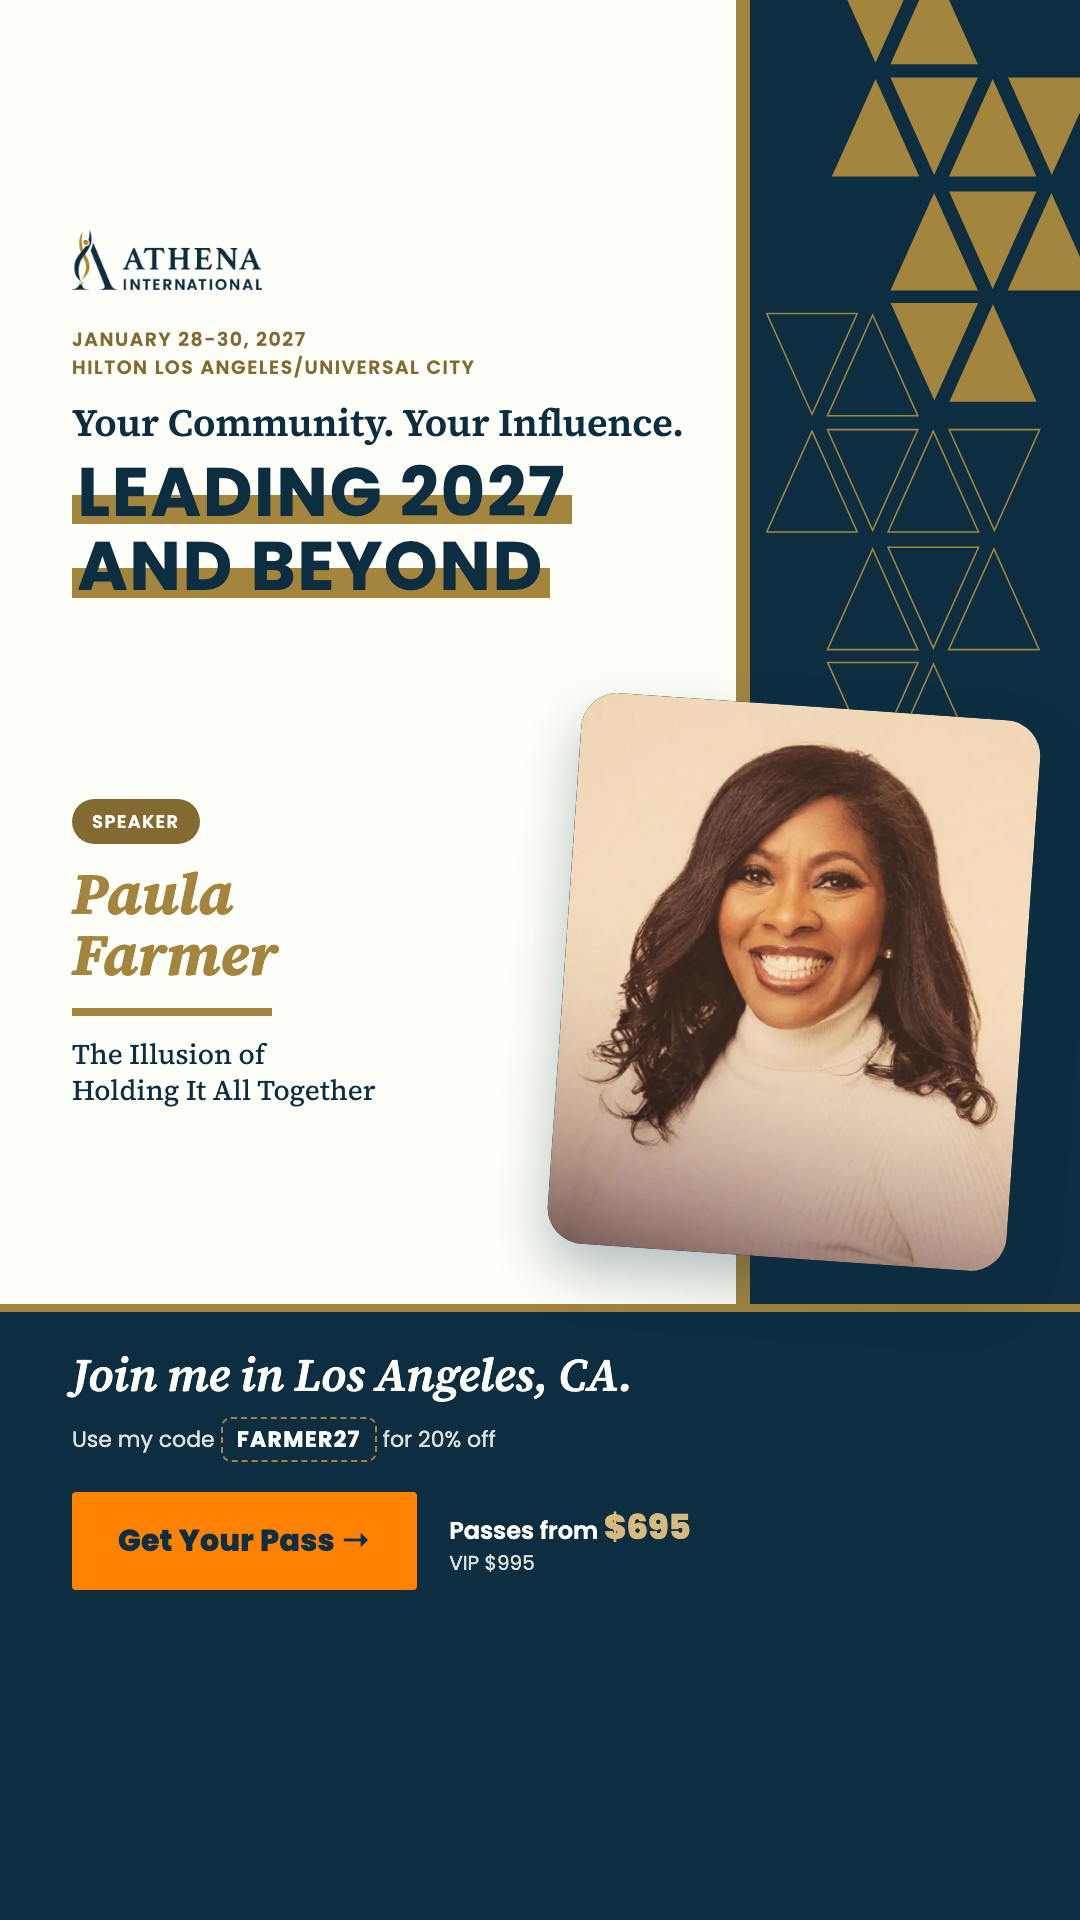 ATHENA
INTERNATIONAL
JANUARY 28-30, 2027
HILTON LOS ANGELES/UNIVERSAL CITY
Your Community. Your Influence.
LEADING 2027
AND BEYOND
SPEAKER
Paula
Farmer
The Illusion of
Holding It All Together
Join me in Los Angeles, CA.
Use my code FARMER27 for 20% off
Get Your Pass →
Passes from $695
VIP $995